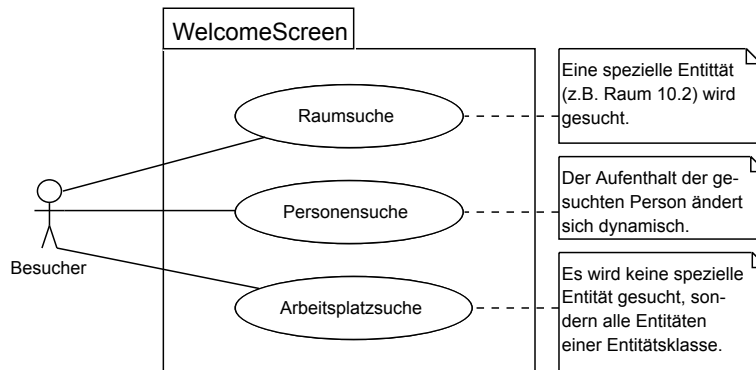 WelcomeScreen
Raumsuche
Eine spezielle Entittät
(z.B. Raum 10.2) wird
gesucht.
Personensuche
Der Aufenthalt der ge-
suchten Person ändert
sich dynamisch.
Besucher
Arbeitsplatzsuche
Es wird keine spezielle
Entität gesucht, son-
dern alle Entitäten
einer Entitätsklasse.